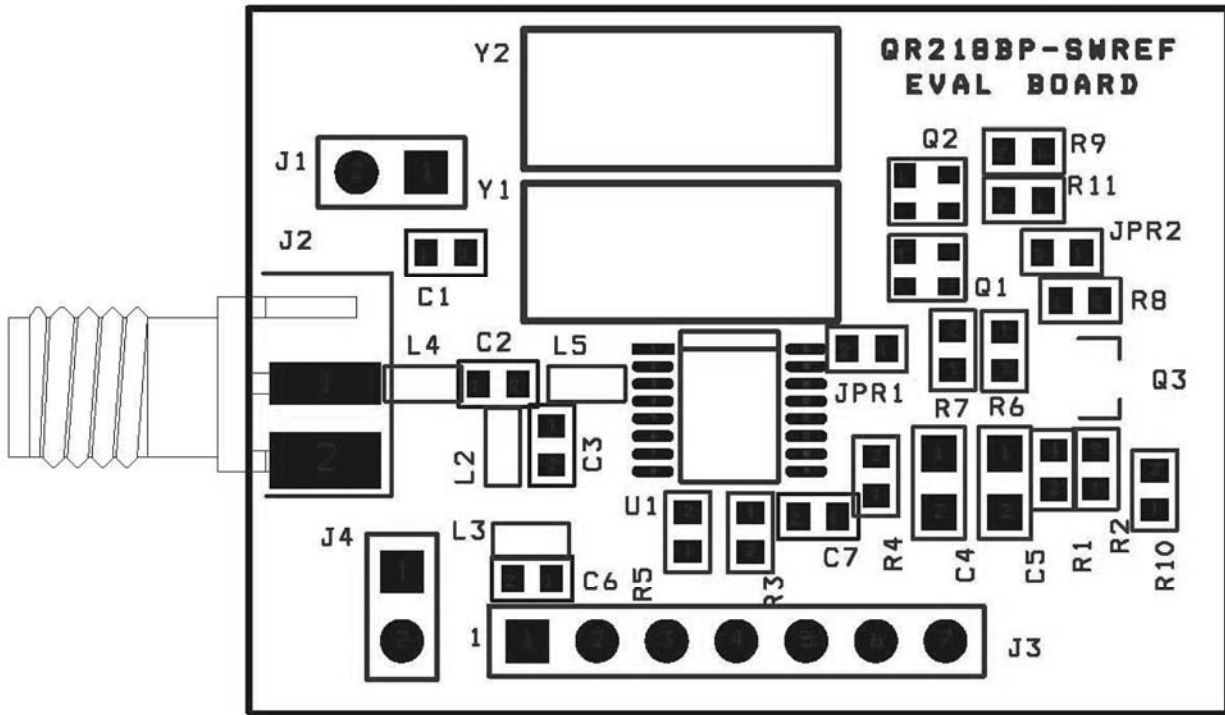 QR218BP-SWREF
EVAL BOARD
Y2
Q2
R9
J1
Y1
R11
J2
JPR2
C1
Q1
R8
L4
C2
L5
JPR1
R7
R6
Q3
1
2
L2
C3
U1
J4
L3
C7
R4
C4
C5
R1
R2
R10
C6
R5
R3
1
J3